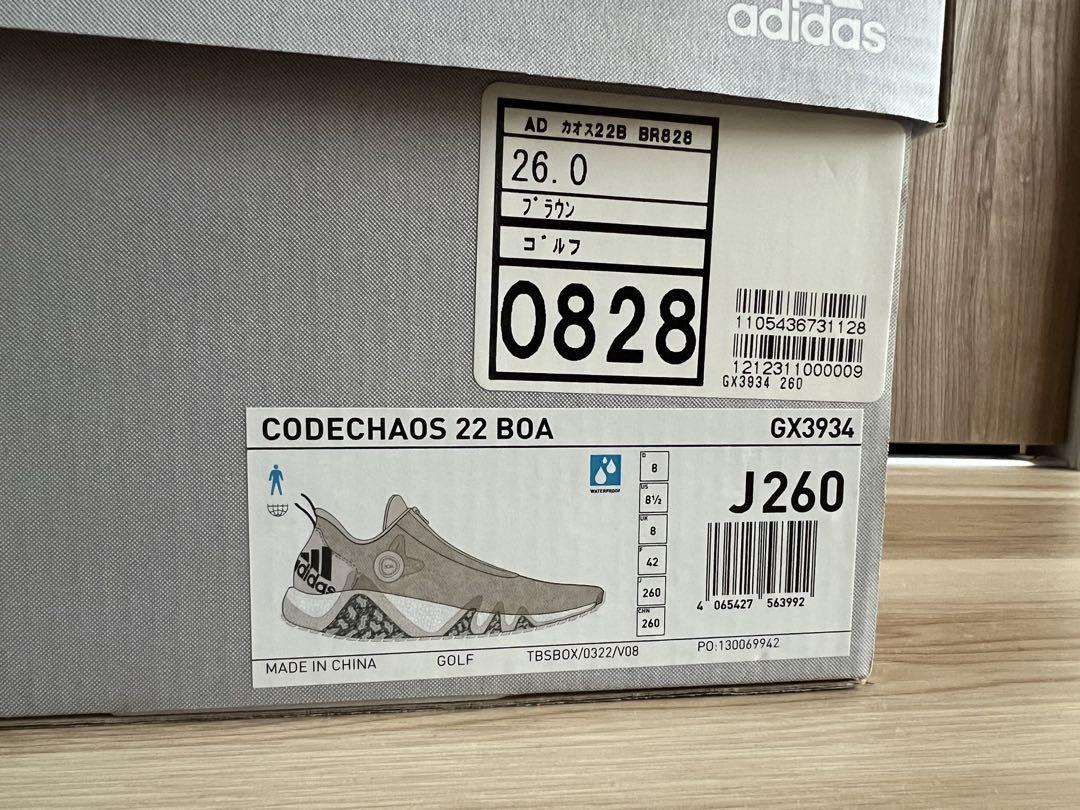 adidas
AD カオス22B BR828
26.0
ブラウン
ゴルフ
0828
1105436731128
1212311000009
GX3934 260
CODECHAOS 22 BOA
GX3934
WATERPROOF
D 8
US 8½
UK 8
F 42
J 260
CHN 260
J260
BOA
adidas
4 065427 563992
MADE IN CHINA
GOLF
TBSBOX/0322/V08
PO:130069942